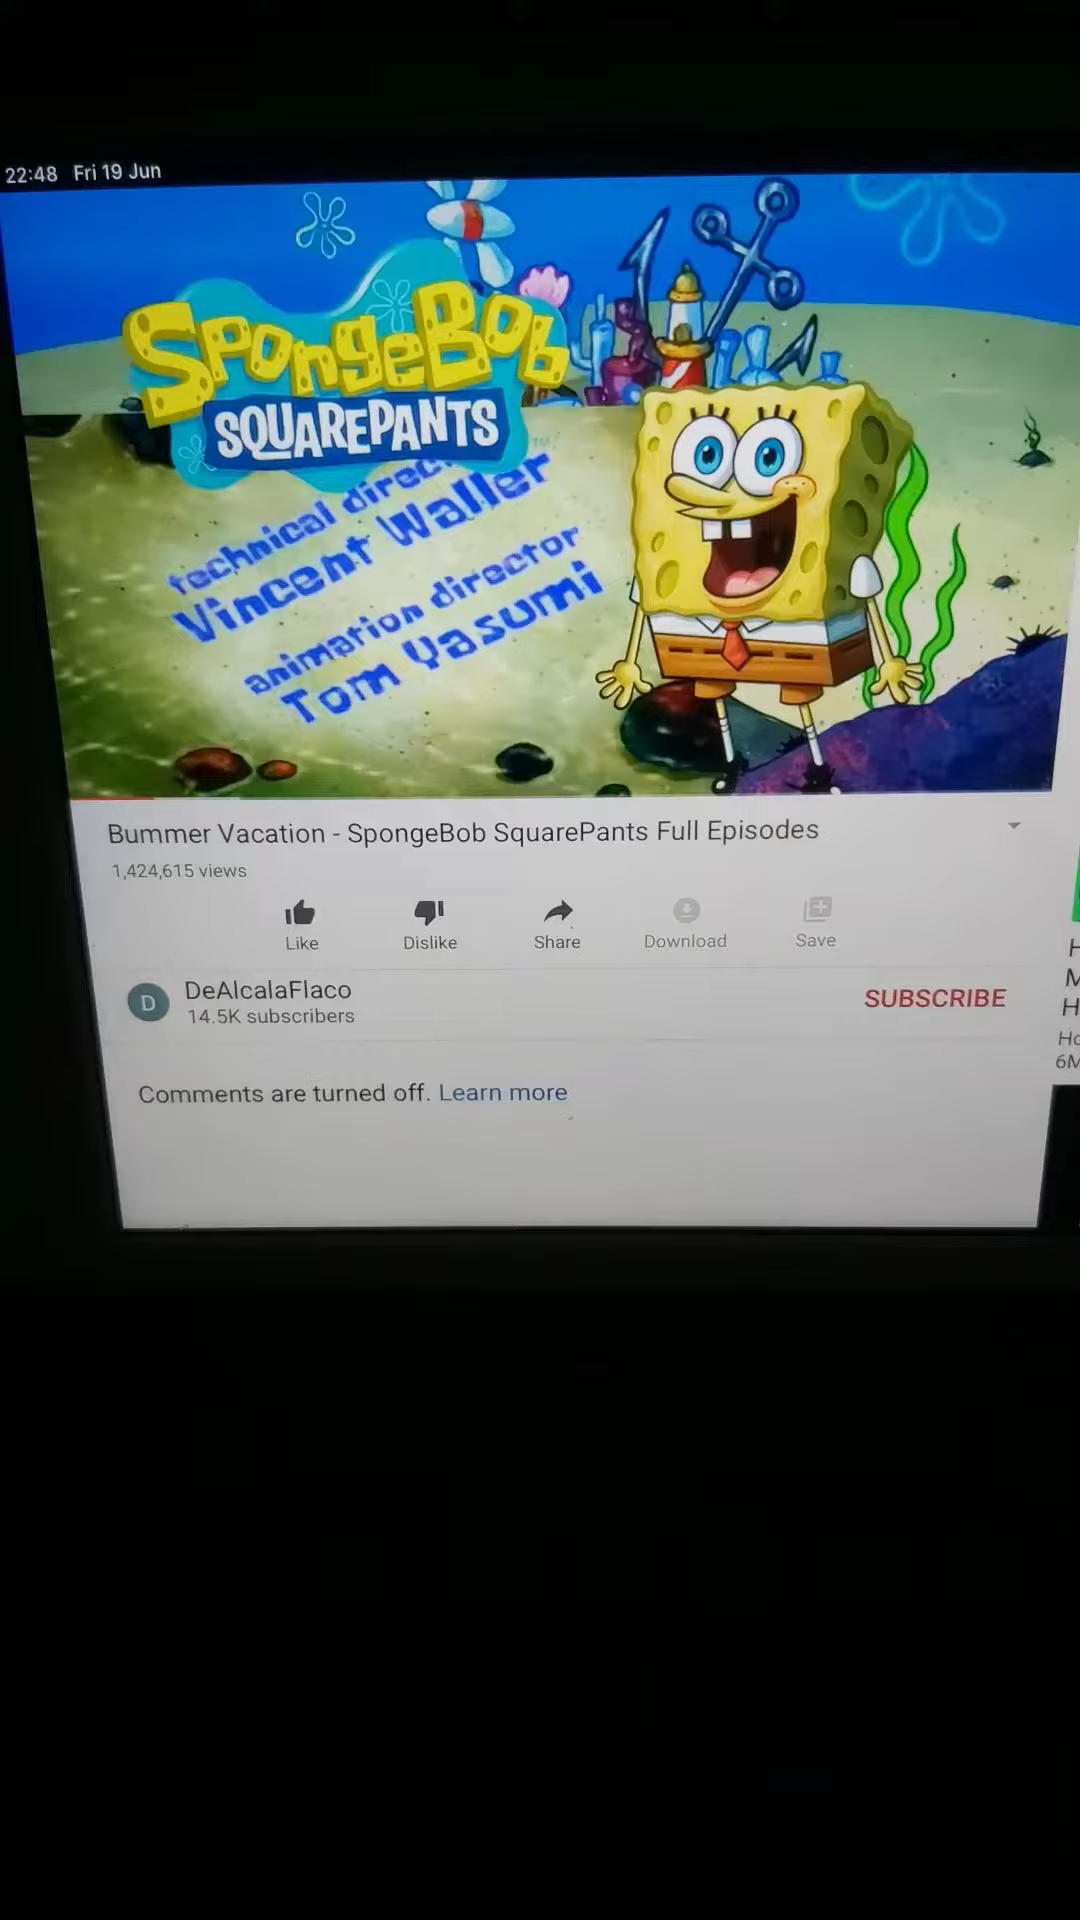 22:48 Fri 19 Jun
SpongeBob
SQUAREPANTS
technical
Vincent Waller
animation director
Tom Yasumi
Bummer Vacation - SpongeBob SquarePants Full Episodes
1,424,615 views
Like Dislike Share Download Save
D DeAlcalaFlaco
14.5K subscribers
SUBSCRIBE
Comments are turned off. Learn more